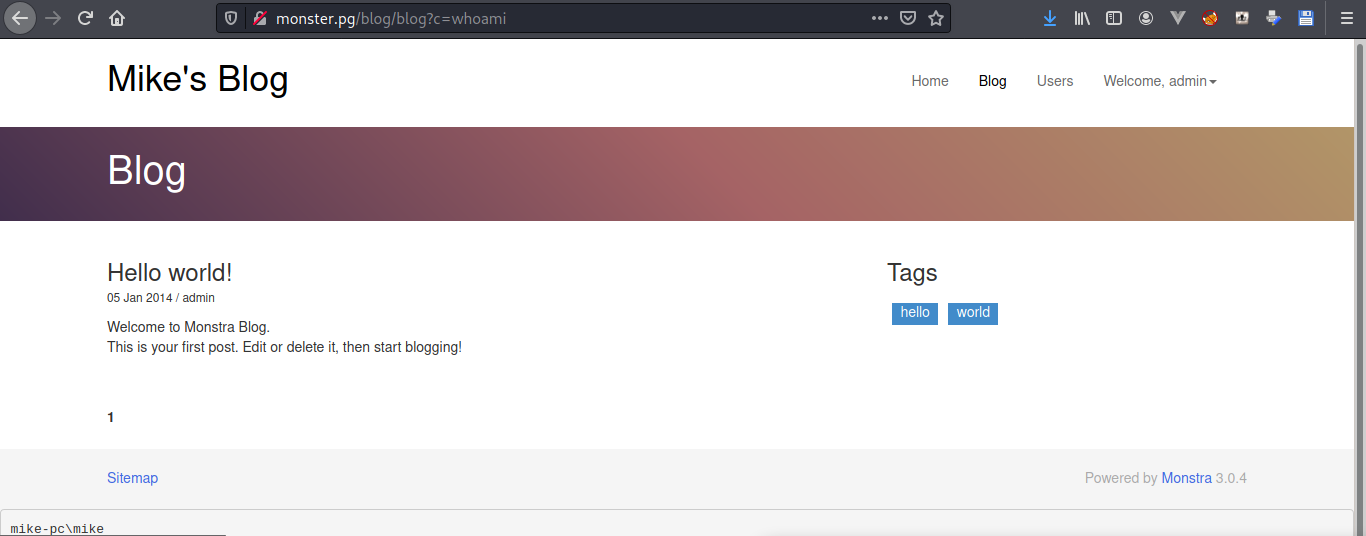 monster.pg/blog/blog?c=whoami
Mike's Blog
Home Blog Users Welcome, admin
Blog
Hello world!
05 Jan 2014 / admin
Welcome to Monstra Blog.
This is your first post. Edit or delete it, then start blogging!
1
Tags
hello world
Sitemap
Powered by Monstra 3.0.4
mike-pc\mike